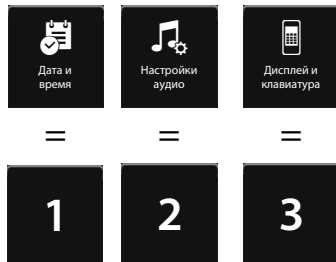 Дата и
время
Настройки
аудио
Дисплей и
клавиатура
= = =
1 2 3